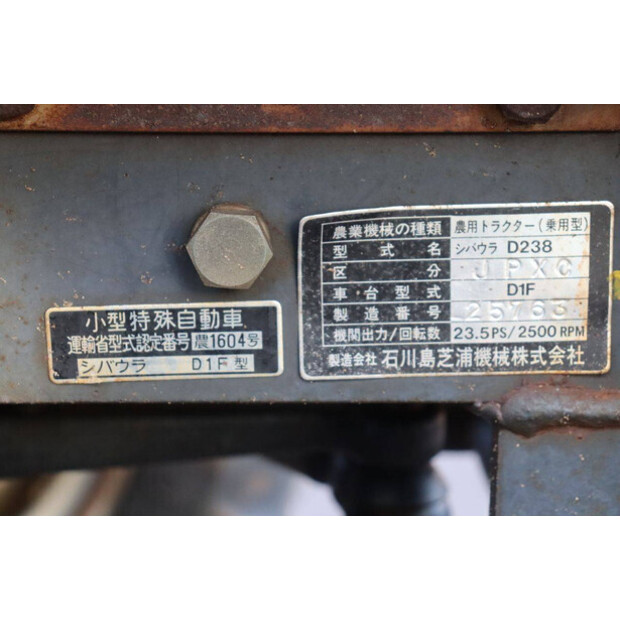 小型特殊自動車
運輸省型式認定番号 農1604号
シバウラ D1F型
農業機械の種類 農用トラクター(乗用型)
型式名 シバウラ D238
区分 JPXC
車台型式 D1F
製造番号 25763
機関出力/回転数 23.5PS/2500RPM
製造会社 石川島芝浦機械株式会社